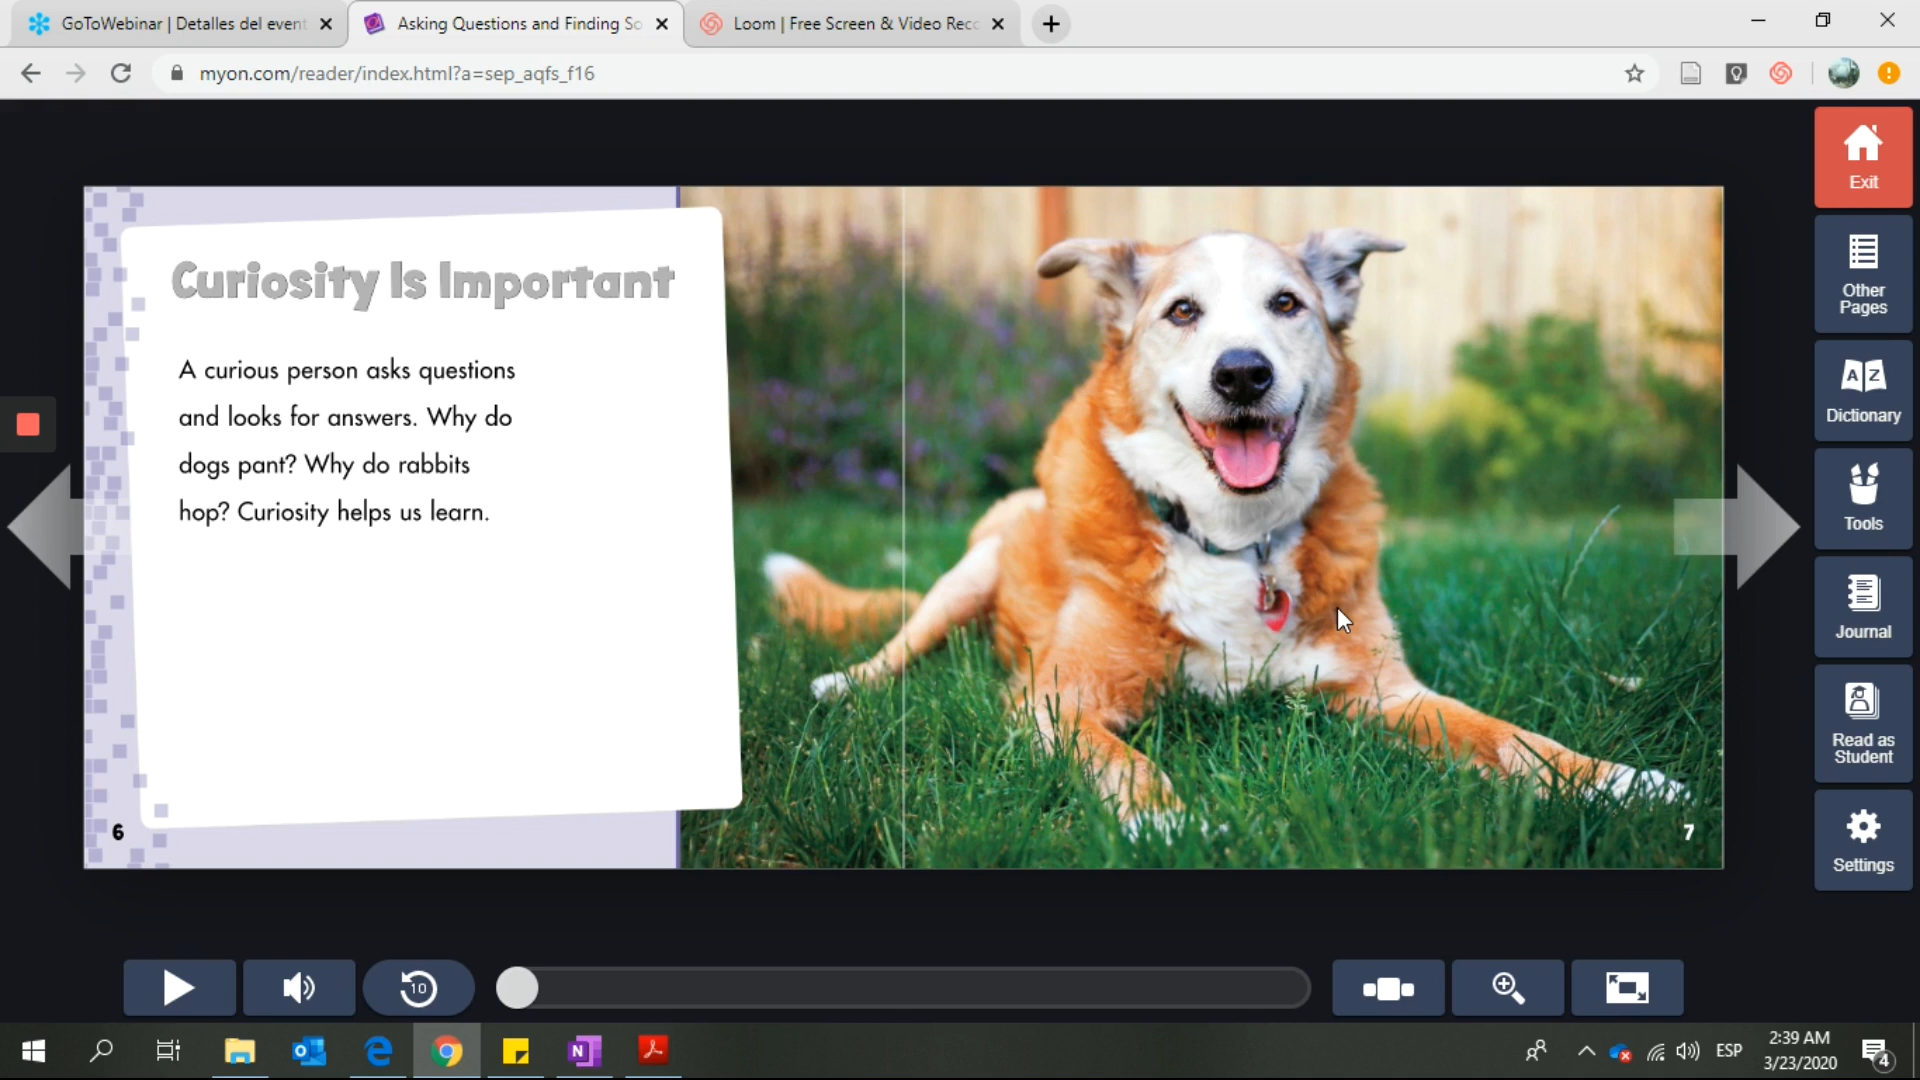 GoToWebinar | Detalles del event
Asking Questions and Finding So
Loom | Free Screen & Video Reco
myon.com/reader/index.html?a=sep_aqfs_f16
Exit
Other
Pages
Dictionary
Tools
Journal
Read as
Student
Settings
Curiosity Is Important
A curious person asks questions
and looks for answers. Why do
dogs pant? Why do rabbits
hop? Curiosity helps us learn.
6
7
A Z
10
ESP
2:39 AM
3/23/2020
4